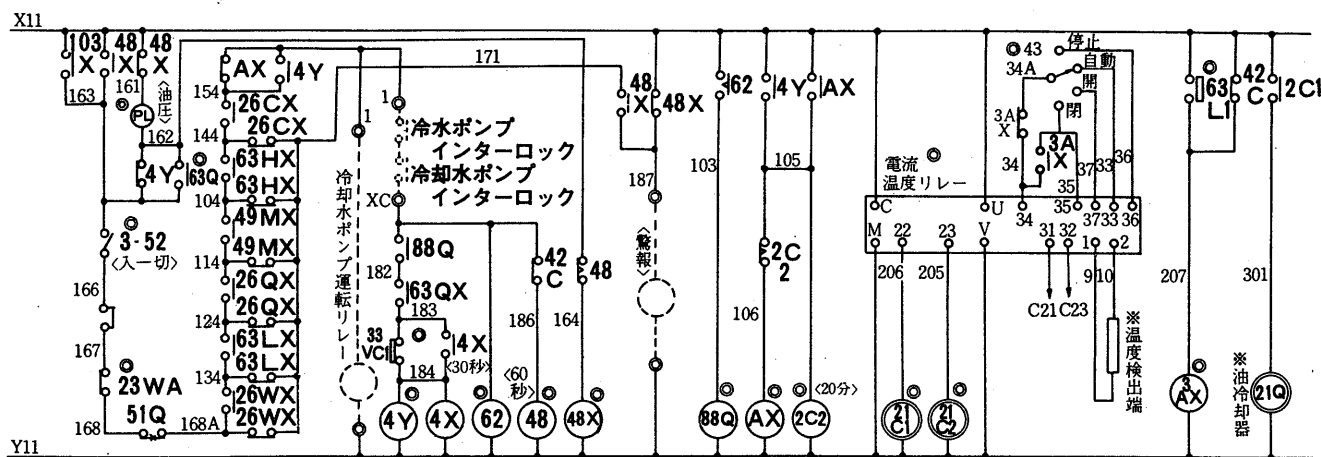 X11
103
X
48
X
48
X
163
161
PL
〈油圧〉
162
4Y
63Q
3-52
〈入－切〉
166
167
23WA
51Q
168
168A
Y11
AX
4Y
154
26CX
26CX
144
63HX
63HX
104
49MX
49MX
114
26QX
26QX
124
63LX
63LX
134
26WX
26WX
171
1
冷却水ポンプ運転リレー
1
冷水ポンプ
インターロック
冷却水ポンプ
インターロック
XC
88Q
182
63QX
183
33
VC1
4X
〈30秒〉
184
4Y
4X
62
42
C
186
〈60秒〉
48
48
164
48X
48
X
48X
187
〈警報〉
62
103
88Q
4Y
AX
105
2C
2
106
AX
〈20分〉
2C2
電流
温度リレー
C
M
22
23
U
V
206
205
21
C1
21
C2
43
停止
自動
開
閉
34A
3A
X
3A
X
34
35
37
33
36
34
35
37
33
36
31
32
1
2
C21
C23
9
10
※温度検出端
63
L1
42
C
207
3
AX
2C1
301
※油冷却器
21Q